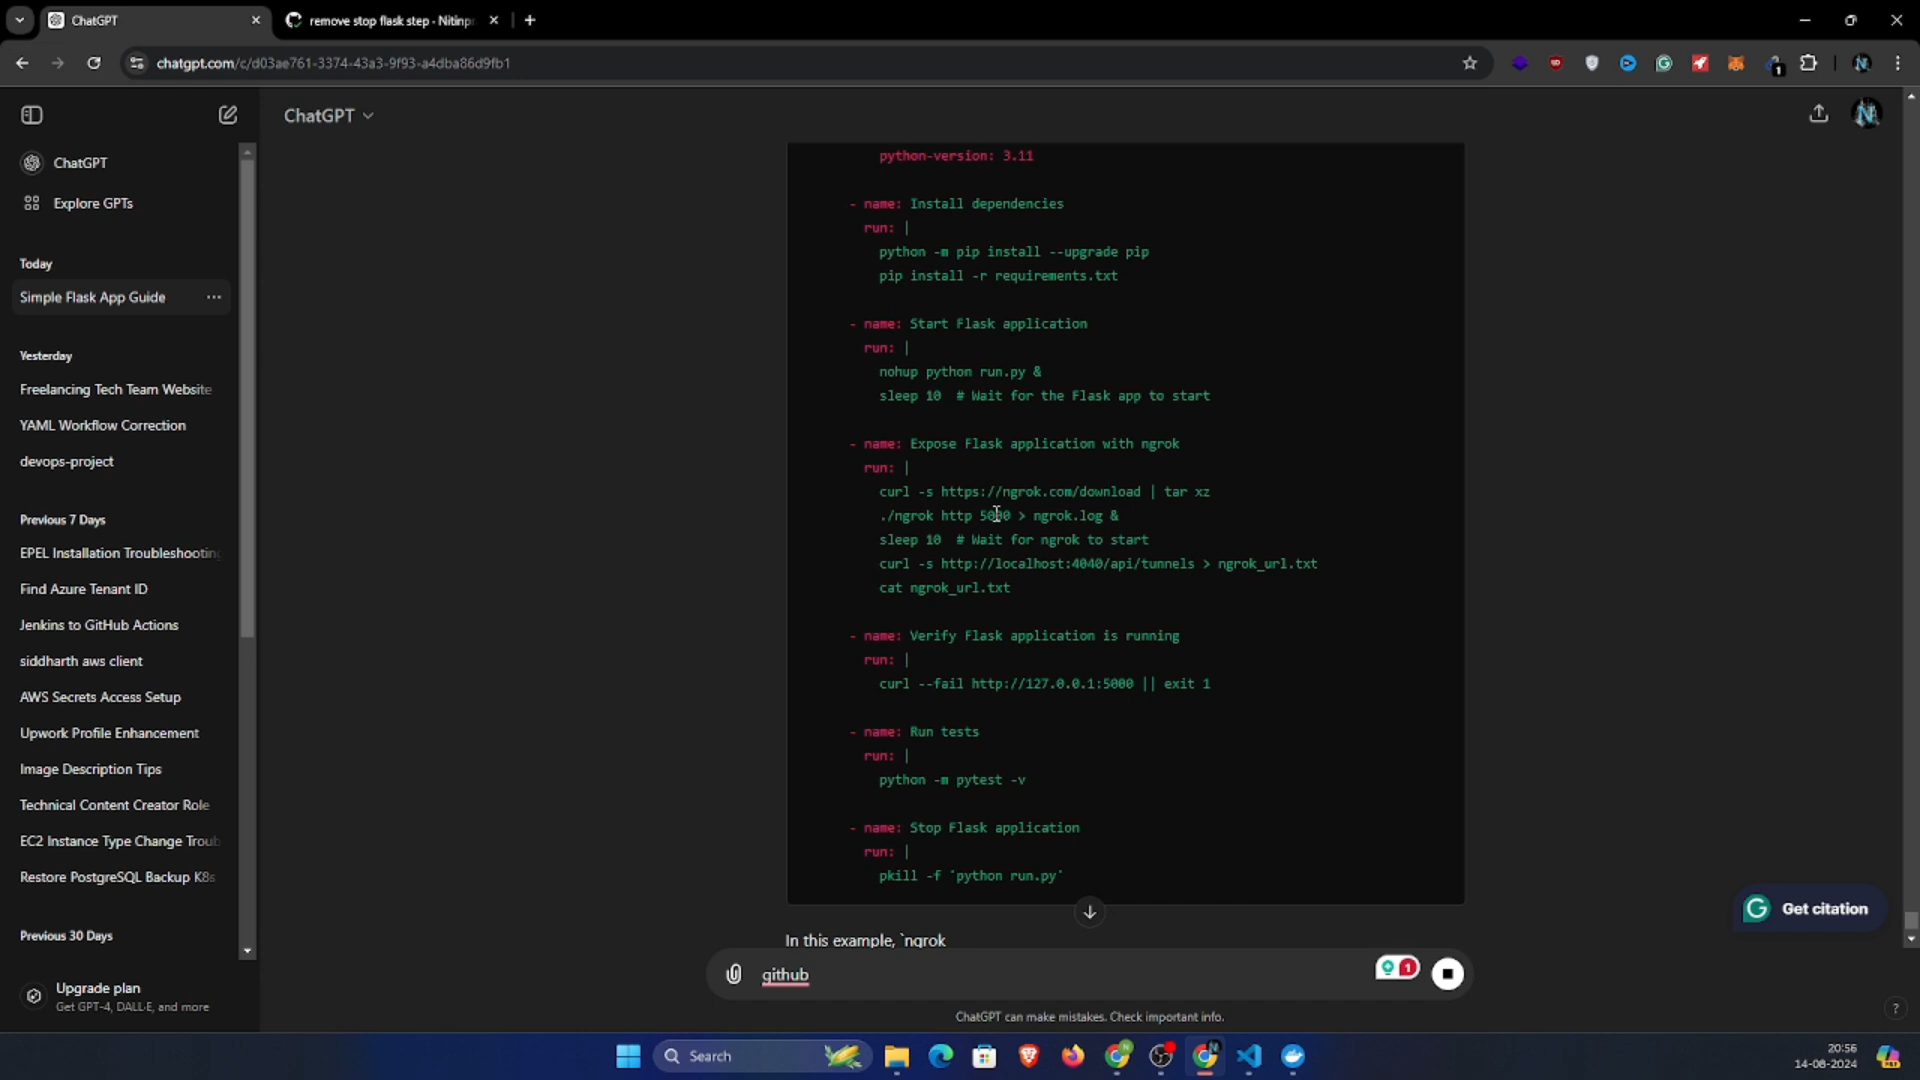 ChatGPT
remove stop flask step - Nitinpr
chatgpt.com/c/d03ae761-3374-43a3-9f93-a4dba86d9fb1
ChatGPT
Explore GPTs
Today
Simple Flask App Guide
Yesterday
Freelancing Tech Team Website
YAML Workflow Correction
devops-project
Previous 7 Days
EPEL Installation Troubleshooting
Find Azure Tenant ID
Jenkins to GitHub Actions
siddharth aws client
AWS Secrets Access Setup
Upwork Profile Enhancement
Image Description Tips
Technical Content Creator Role
EC2 Instance Type Change Troub
Restore PostgreSQL Backup K8s
Previous 30 Days
Upgrade plan
Get GPT-4, DALL·E, and more
ChatGPT
python-version: 3.11
- name: Install dependencies
run: |
python -m pip install --upgrade pip
pip install -r requirements.txt
- name: Start Flask application
run: |
nohup python run.py &
sleep 10 # Wait for the Flask app to start
- name: Expose Flask application with ngrok
run: |
curl -s https://ngrok.com/download | tar xz
./ngrok http 5000 > ngrok.log &
sleep 10 # Wait for ngrok to start
curl -s http://localhost:4040/api/tunnels > ngrok_url.txt
cat ngrok_url.txt
- name: Verify Flask application is running
run: |
curl --fail http://127.0.0.1:5000 || exit 1
- name: Run tests
run: |
python -m pytest -v
- name: Stop Flask application
run: |
pkill -f 'python run.py'
In this example, `ngrok
github
1
ChatGPT can make mistakes. Check important info.
Get citation
?
Search
20:56
14-08-2024